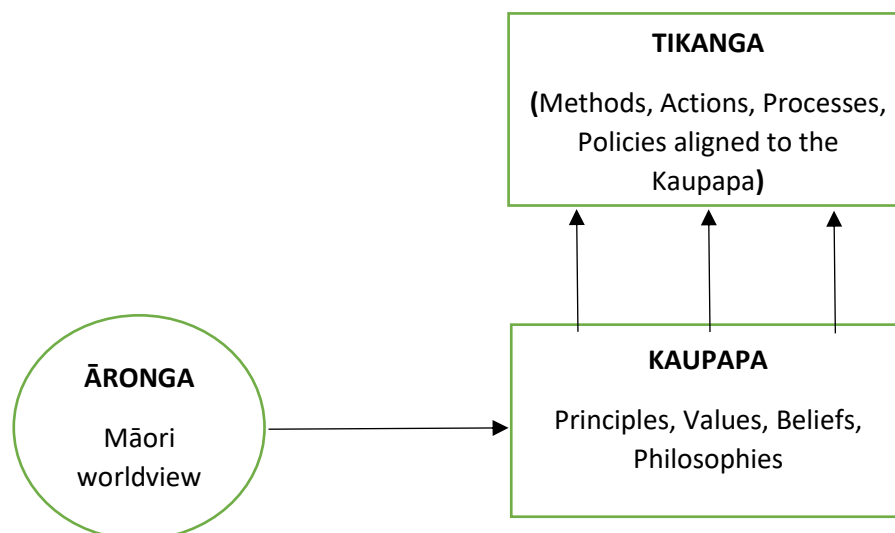 TIKANGA
(Methods, Actions, Processes,
Policies aligned to the
Kaupapa)
ĀRONGA
Māori
worldview
KAUPAPA
Principles, Values, Beliefs,
Philosophies